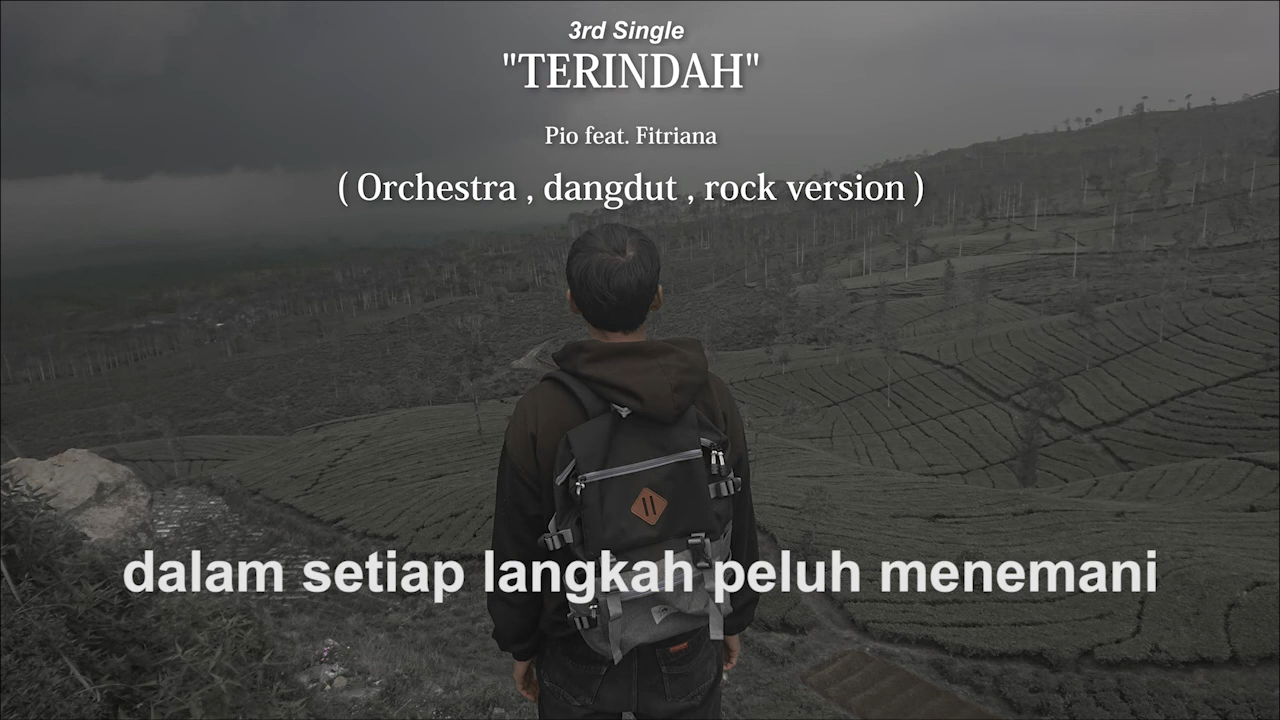 3rd Single
"TERINDAH"
Pio feat. Fitriana
( Orchestra , dangdut , rock version )
dalam setiap langkah peluh menemani